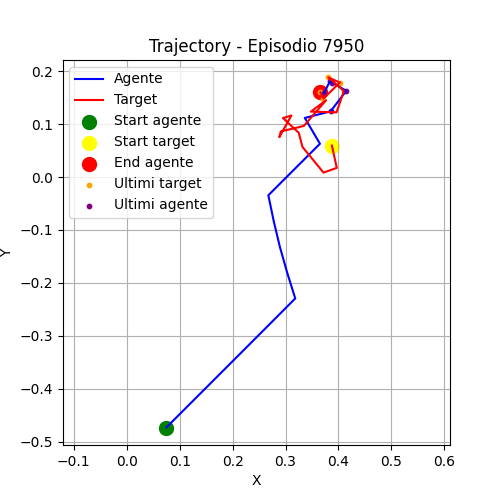 Trajectory - Episodio 7950
Agente
Target
Start agente
Start target
End agente
Ultimi target
Ultimi agente
0.2
0.1
0.0
−0.1
−0.2
−0.3
−0.4
−0.5
Y
−0.1
0.0
0.1
0.2
0.3
0.4
0.5
0.6
X